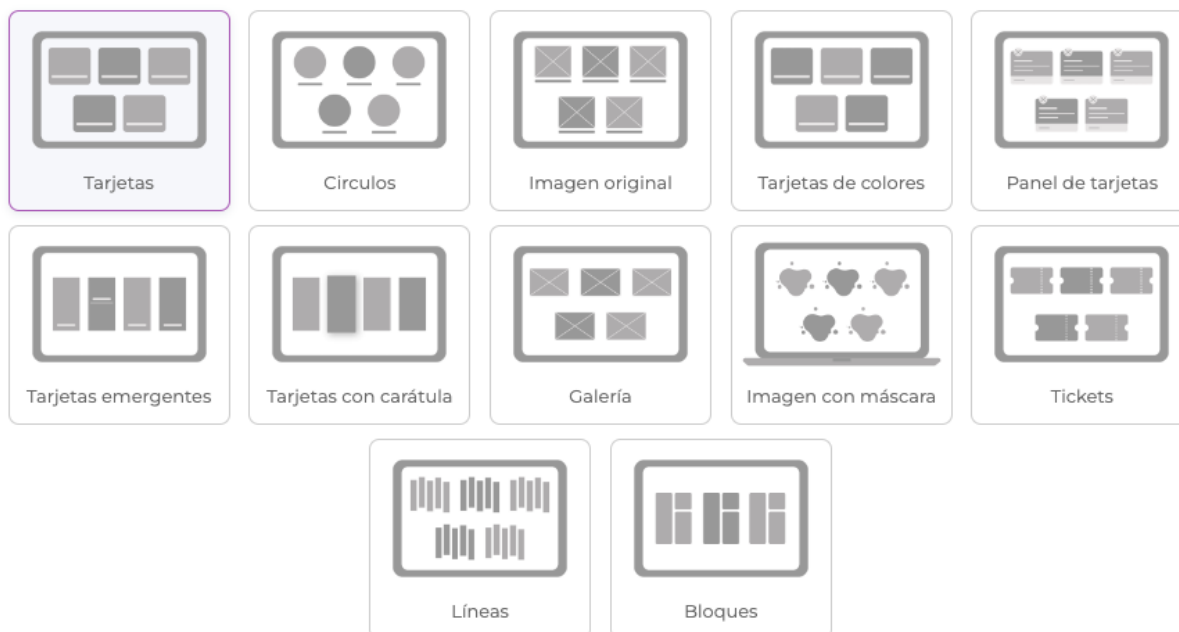 Tarjetas
Circulos
Imagen original
Tarjetas de colores
Panel de tarjetas
Tarjetas emergentes
Tarjetas con carátula
Galería
Imagen con máscara
Tickets
Líneas
Bloques